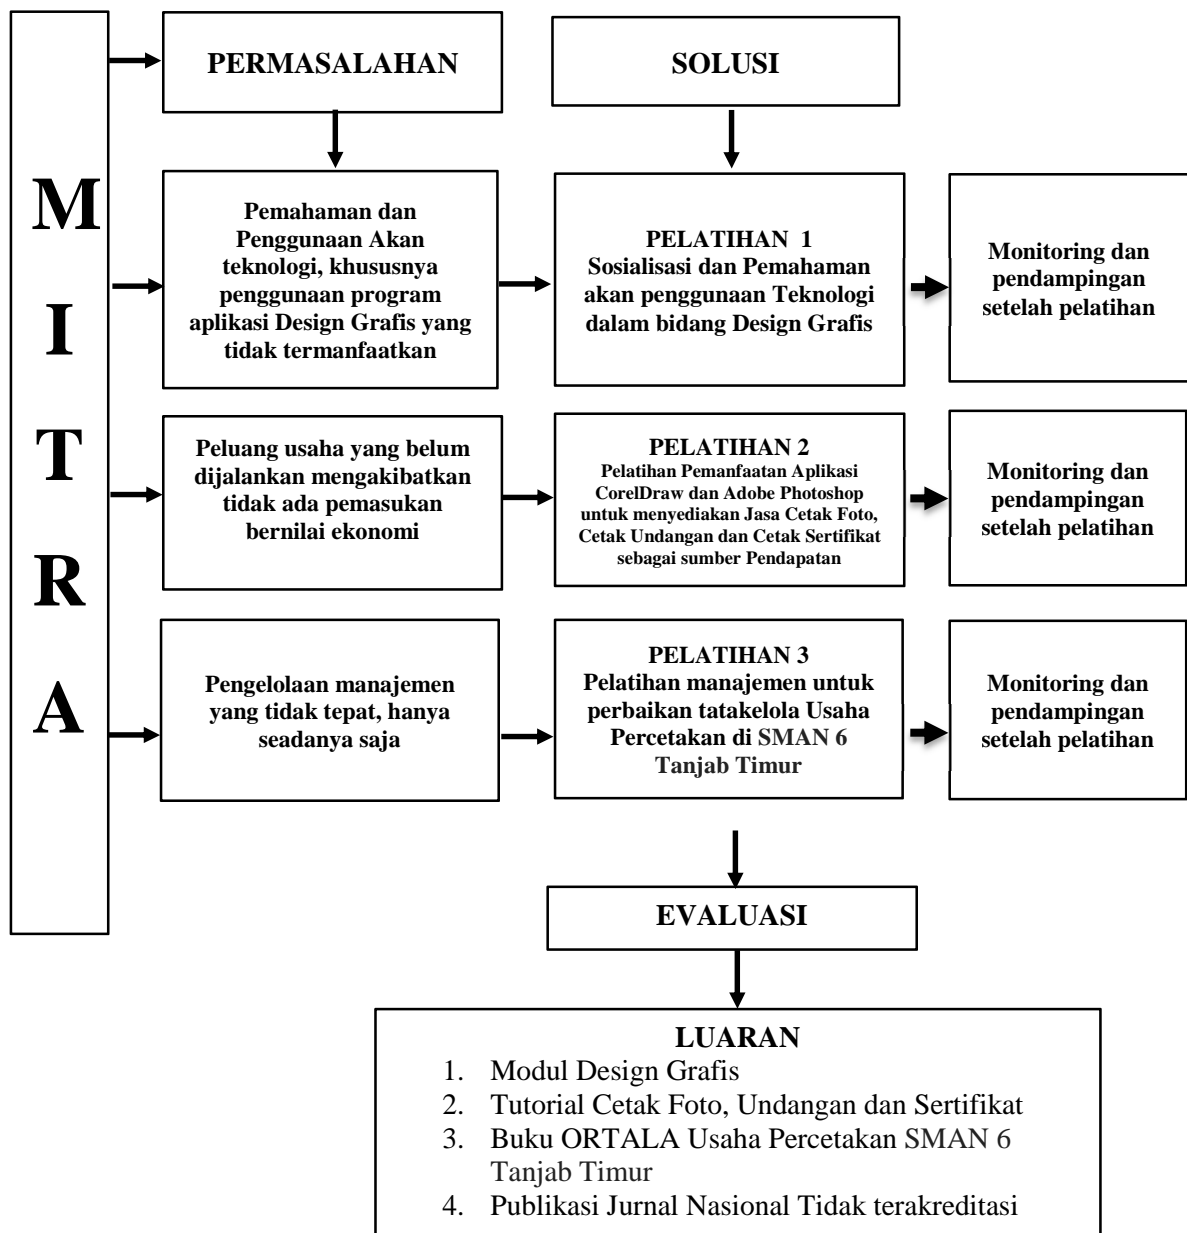 MITRA
PERMASALAHAN
SOLUSI
Pemahaman dan
Penggunaan Akan
teknologi, khususnya
penggunaan program
aplikasi Design Grafis yang
tidak termanfaatkan
PELATIHAN 1
Sosialisasi dan Pemahaman
akan penggunaan Teknologi
dalam bidang Design Grafis
Monitoring dan
pendampingan
setelah pelatihan
Peluang usaha yang belum
dijalankan mengakibatkan
tidak ada pemasukan
bernilai ekonomi
PELATIHAN 2
Pelatihan Pemanfaatan Aplikasi
CorelDraw dan Adobe Photoshop
untuk menyediakan Jasa Cetak Foto,
Cetak Undangan dan Cetak Sertifikat
sebagai sumber Pendapatan
Monitoring dan
pendampingan
setelah pelatihan
Pengelolaan manajemen
yang tidak tepat, hanya
seadanya saja
PELATIHAN 3
Pelatihan manajemen untuk
perbaikan tatakelola Usaha
Percetakan di SMAN 6
Tanjab Timur
Monitoring dan
pendampingan
setelah pelatihan
EVALUASI
LUARAN
1. Modul Design Grafis
2. Tutorial Cetak Foto, Undangan dan Sertifikat
3. Buku ORTALA Usaha Percetakan SMAN 6
Tanjab Timur
4. Publikasi Jurnal Nasional Tidak terakreditasi